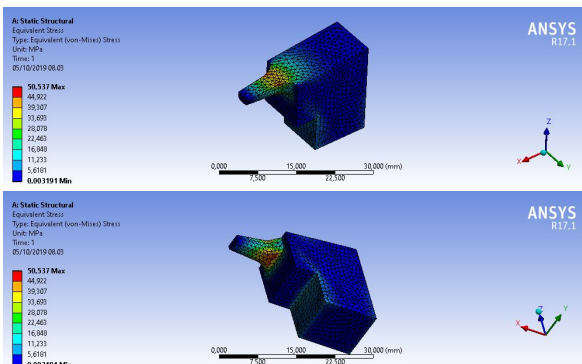 A: Static Structural
Equivalent Stress
Type: Equivalent (von-Mises) Stress
Unit: MPa
Time: 1
05/10/2019 08.03
50,537 Max
44,922
39,307
33,693
28,078
22,463
16,848
11,233
5,6181
0,003191 Min
ANSYS
R17.1
Z
X
Y
0,000
15,000
30,000 (mm)
7,500
22,500
A: Static Structural
Equivalent Stress
Type: Equivalent (von-Mises) Stress
Unit: MPa
Time: 1
05/10/2019 08.03
50,537 Max
44,922
39,307
33,693
28,078
22,463
16,848
11,233
5,6181
0,003191 Min
ANSYS
R17.1
Z
Y
X
0,000
15,000
30,000 (mm)
7,500
22,500